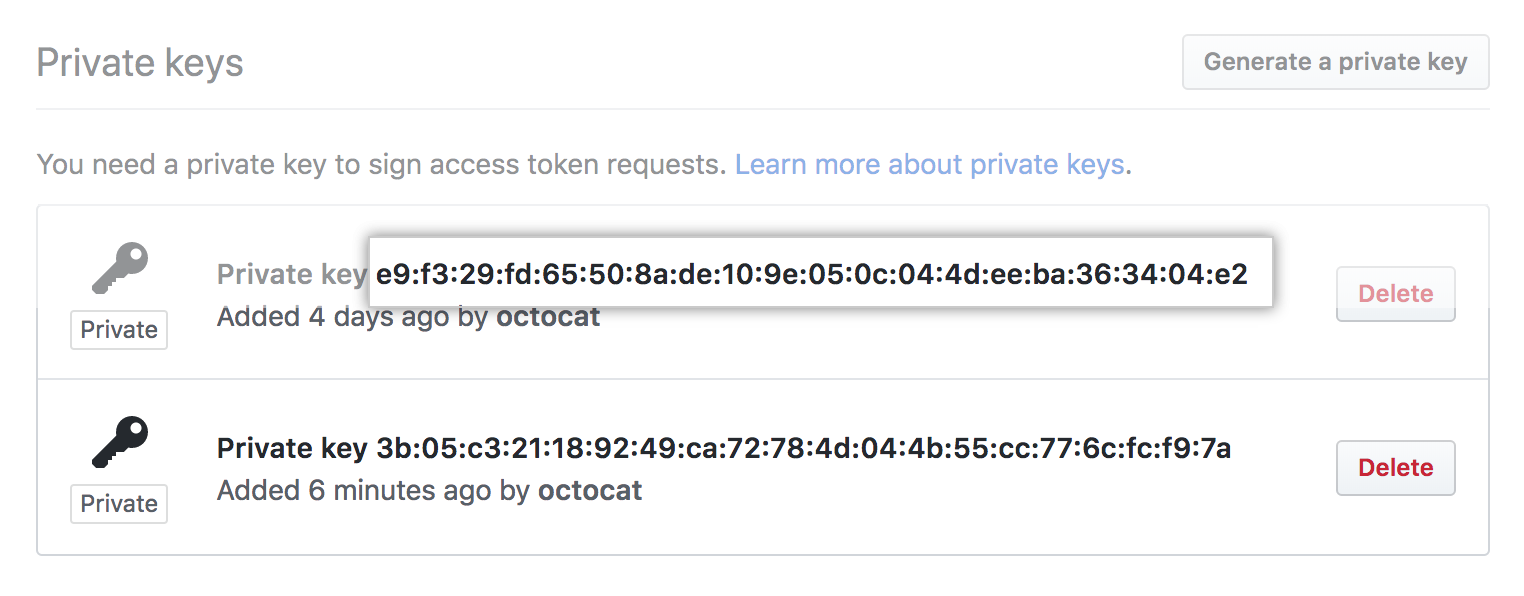 Private keys
Generate a private key
You need a private key to sign access token requests. Learn more about private keys.
Private key e9:f3:29:fd:65:50:8a:de:10:9e:05:0c:04:4d:ee:ba:36:34:04:e2
Added 4 days ago by octocat
Private
Delete
Private key 3b:05:c3:21:18:92:49:ca:72:78:4d:04:4b:55:cc:77:6c:fc:f9:7a
Added 6 minutes ago by octocat
Private
Delete